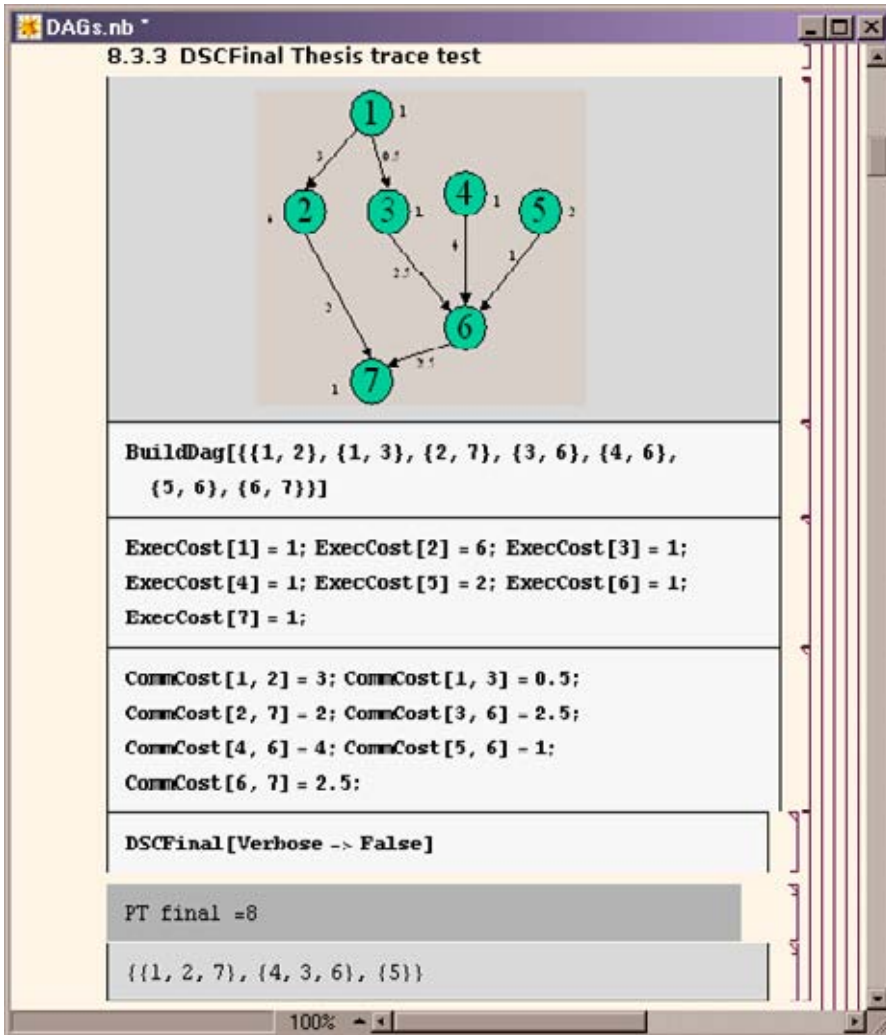 DAGs.nb *
8.3.3 DSCFinal Thesis trace test
1 1
3 0.5
2 3 1 4 1 5 2
4 1
2.5
2 6
2.5
1 7
BuildDag[{{1, 2}, {1, 3}, {2, 7}, {3, 6}, {4, 6},
{5, 6}, {6, 7}}]
ExecCost[1] = 1; ExecCost[2] = 6; ExecCost[3] = 1;
ExecCost[4] = 1; ExecCost[5] = 2; ExecCost[6] = 1;
ExecCost[7] = 1;
CommCost[1, 2] = 3; CommCost[1, 3] = 0.5;
CommCost[2, 7] = 2; CommCost[3, 6] = 2.5;
CommCost[4, 6] = 4; CommCost[5, 6] = 1;
CommCost[6, 7] = 2.5;
DSCFinal[Verbose -> False]
PT final =8
{{1, 2, 7}, {4, 3, 6}, {5}}
100%